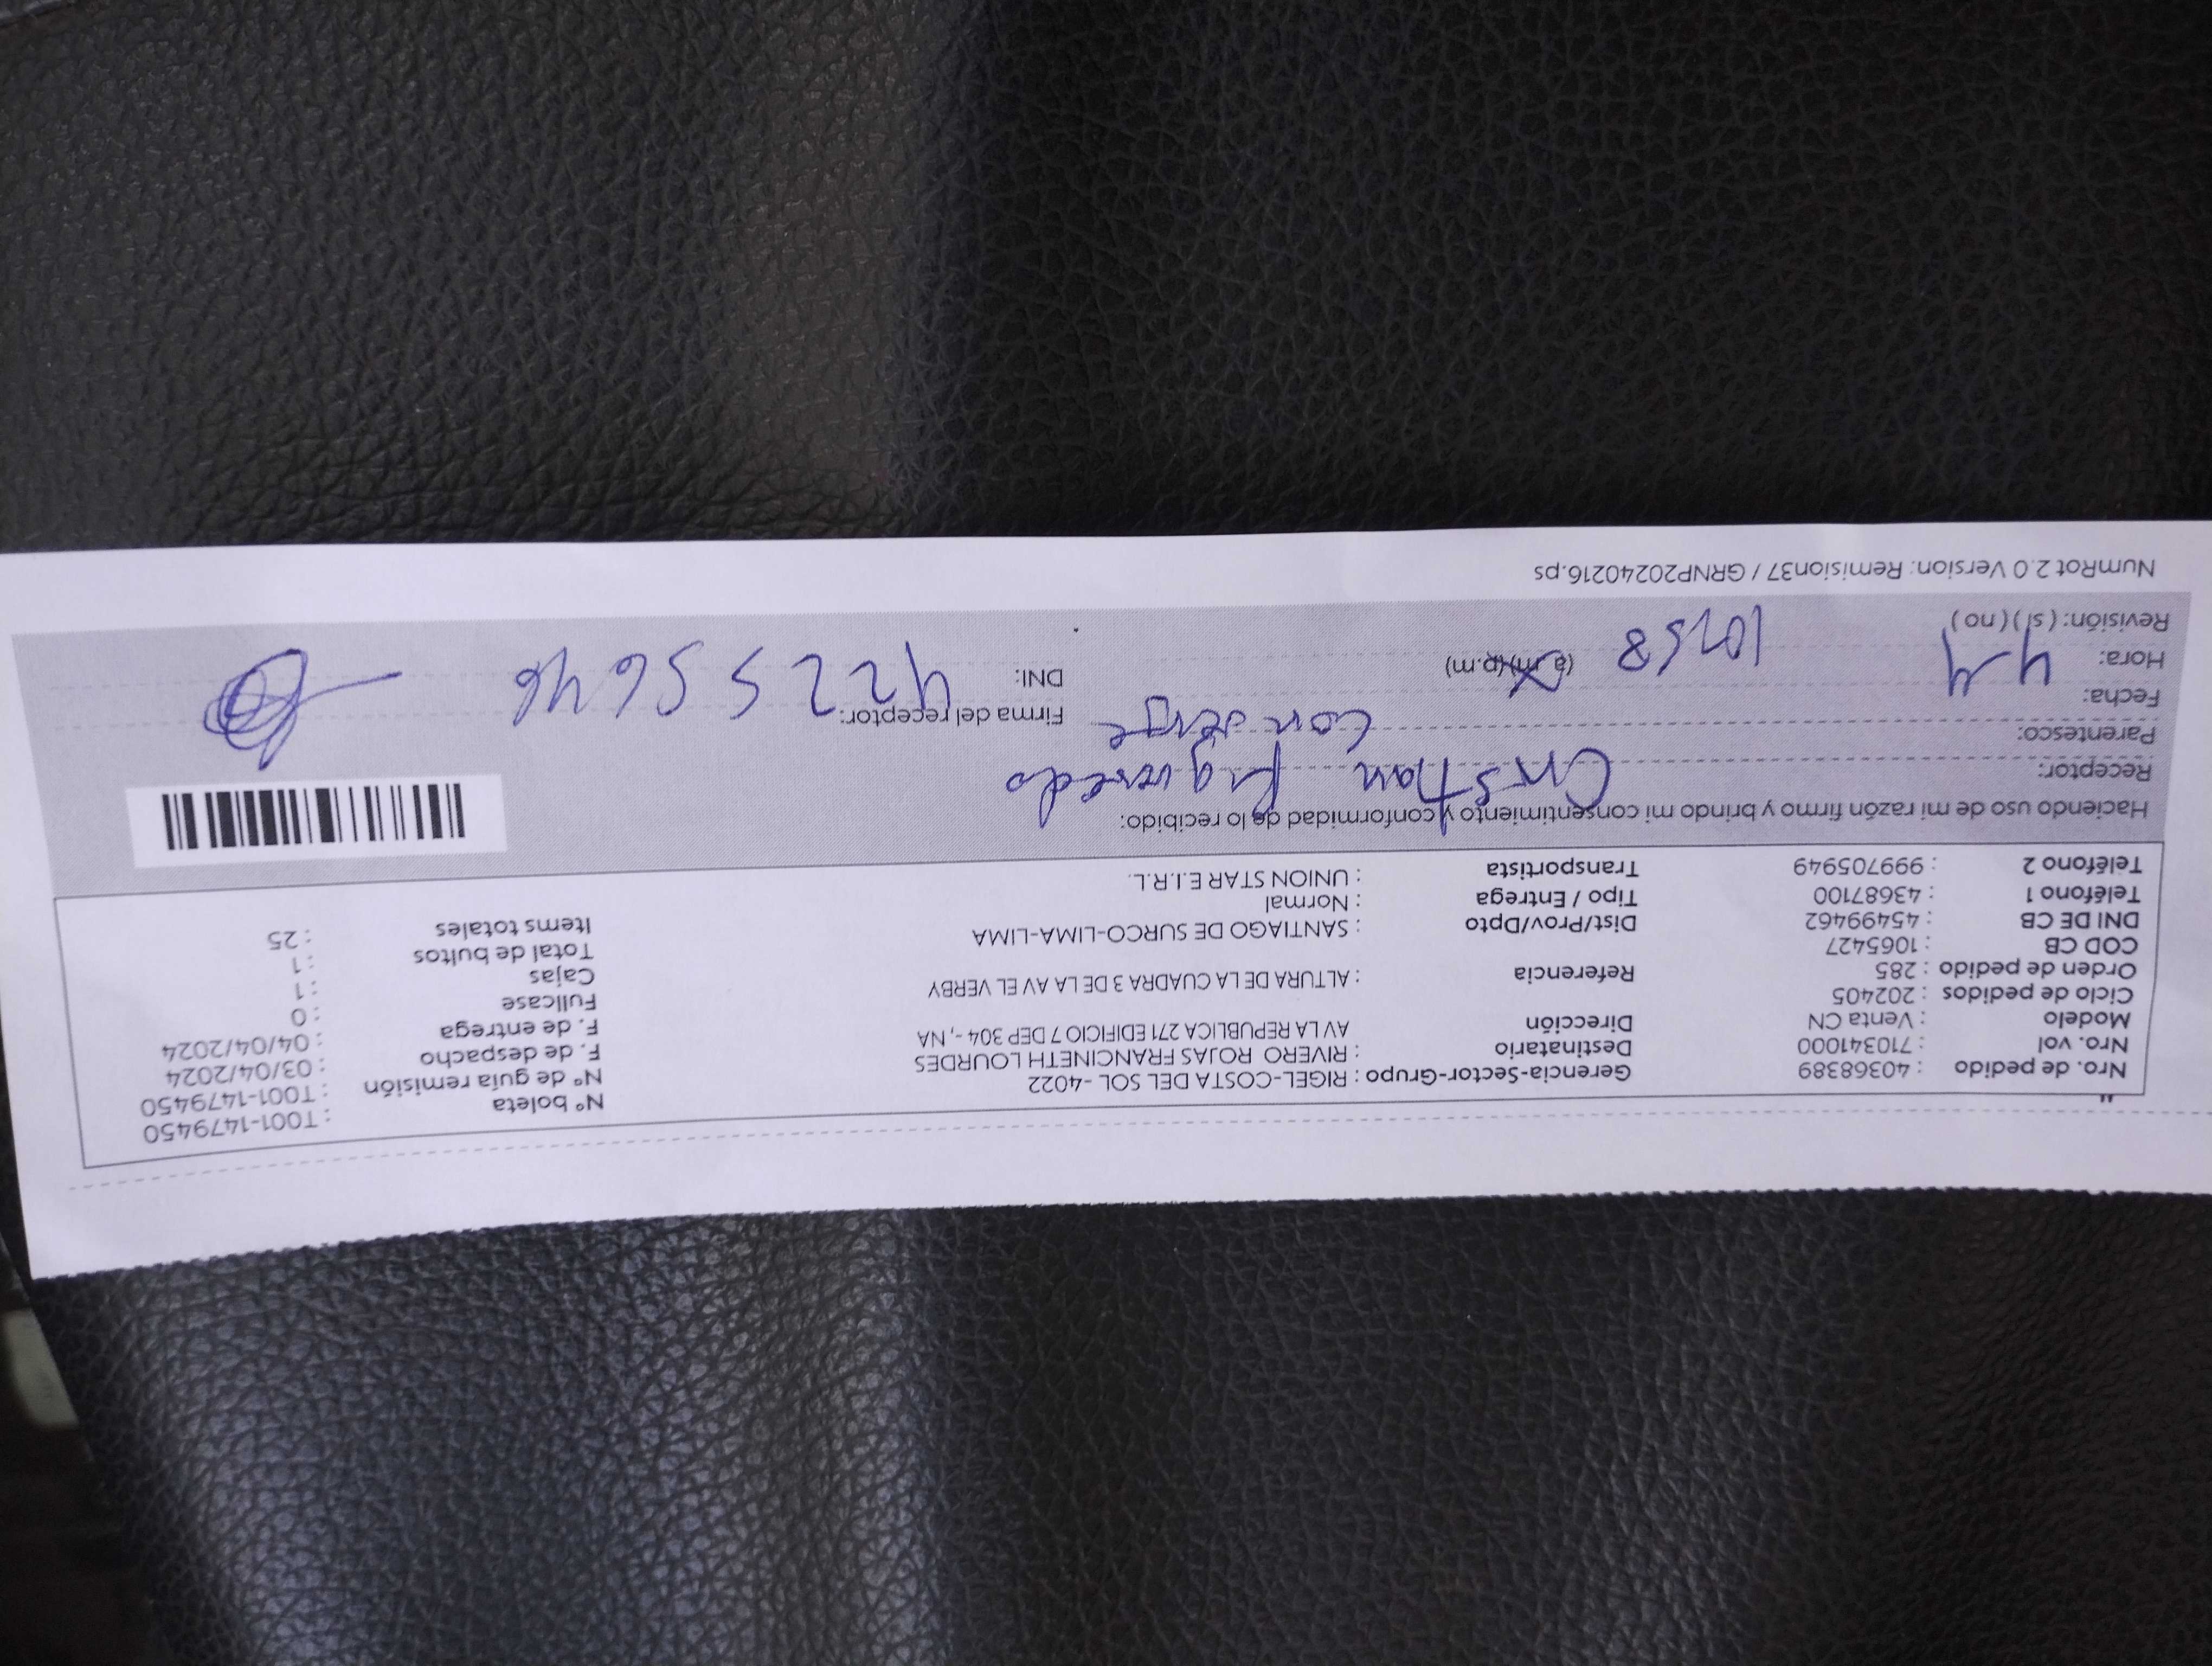 Nro. de pedido : 40368389 Gerencia-Sector-Grupo : RIGEL-COSTA DEL SOL -4022 N° boleta : T001-1479450
Nro. vol : 710341000 Destinatario : RIVERO ROJAS FRANCINETH LOURDES N° de guía remisión : T001-1479450
Modelo : Venta CN Dirección AV LA REPUBLICA 271 EDIFICIO 7 DEP 304 -, NA F. de despacho : 03/04/2024
Ciclo de pedidos : 202405 F. de entrega : 04/04/2024
Orden de pedido : 285 Referencia : ALTURA DE LA CUADRA 3 DE LA AV EL VERBY Fullcase : 0
COD CB : 1065427 Cajas : 1
DNI DE CB : 45499462 Dist/Prov/Dpto : SANTIAGO DE SURCO-LIMA-LIMA Total de bultos : 1
Teléfono 1 : 43687100 Tipo / Entrega : Normal Items totales : 25
Teléfono 2 : 999705949 Transportista : UNION STAR E.I.R.L.
Haciendo uso de mi razón firmo y brindo mi consentimiento y conformidad de lo recibido:
Receptor: Cristian Figueredo
Parentesco: conserge
Fecha: 4-4 Firma del receptor:
Hora: 10:58 (a.m)(p.m) DNI: 42255646
Revisión: (sí) (no)
NumRot 2.0 Version: Remision37 / GRNP20240216.ps